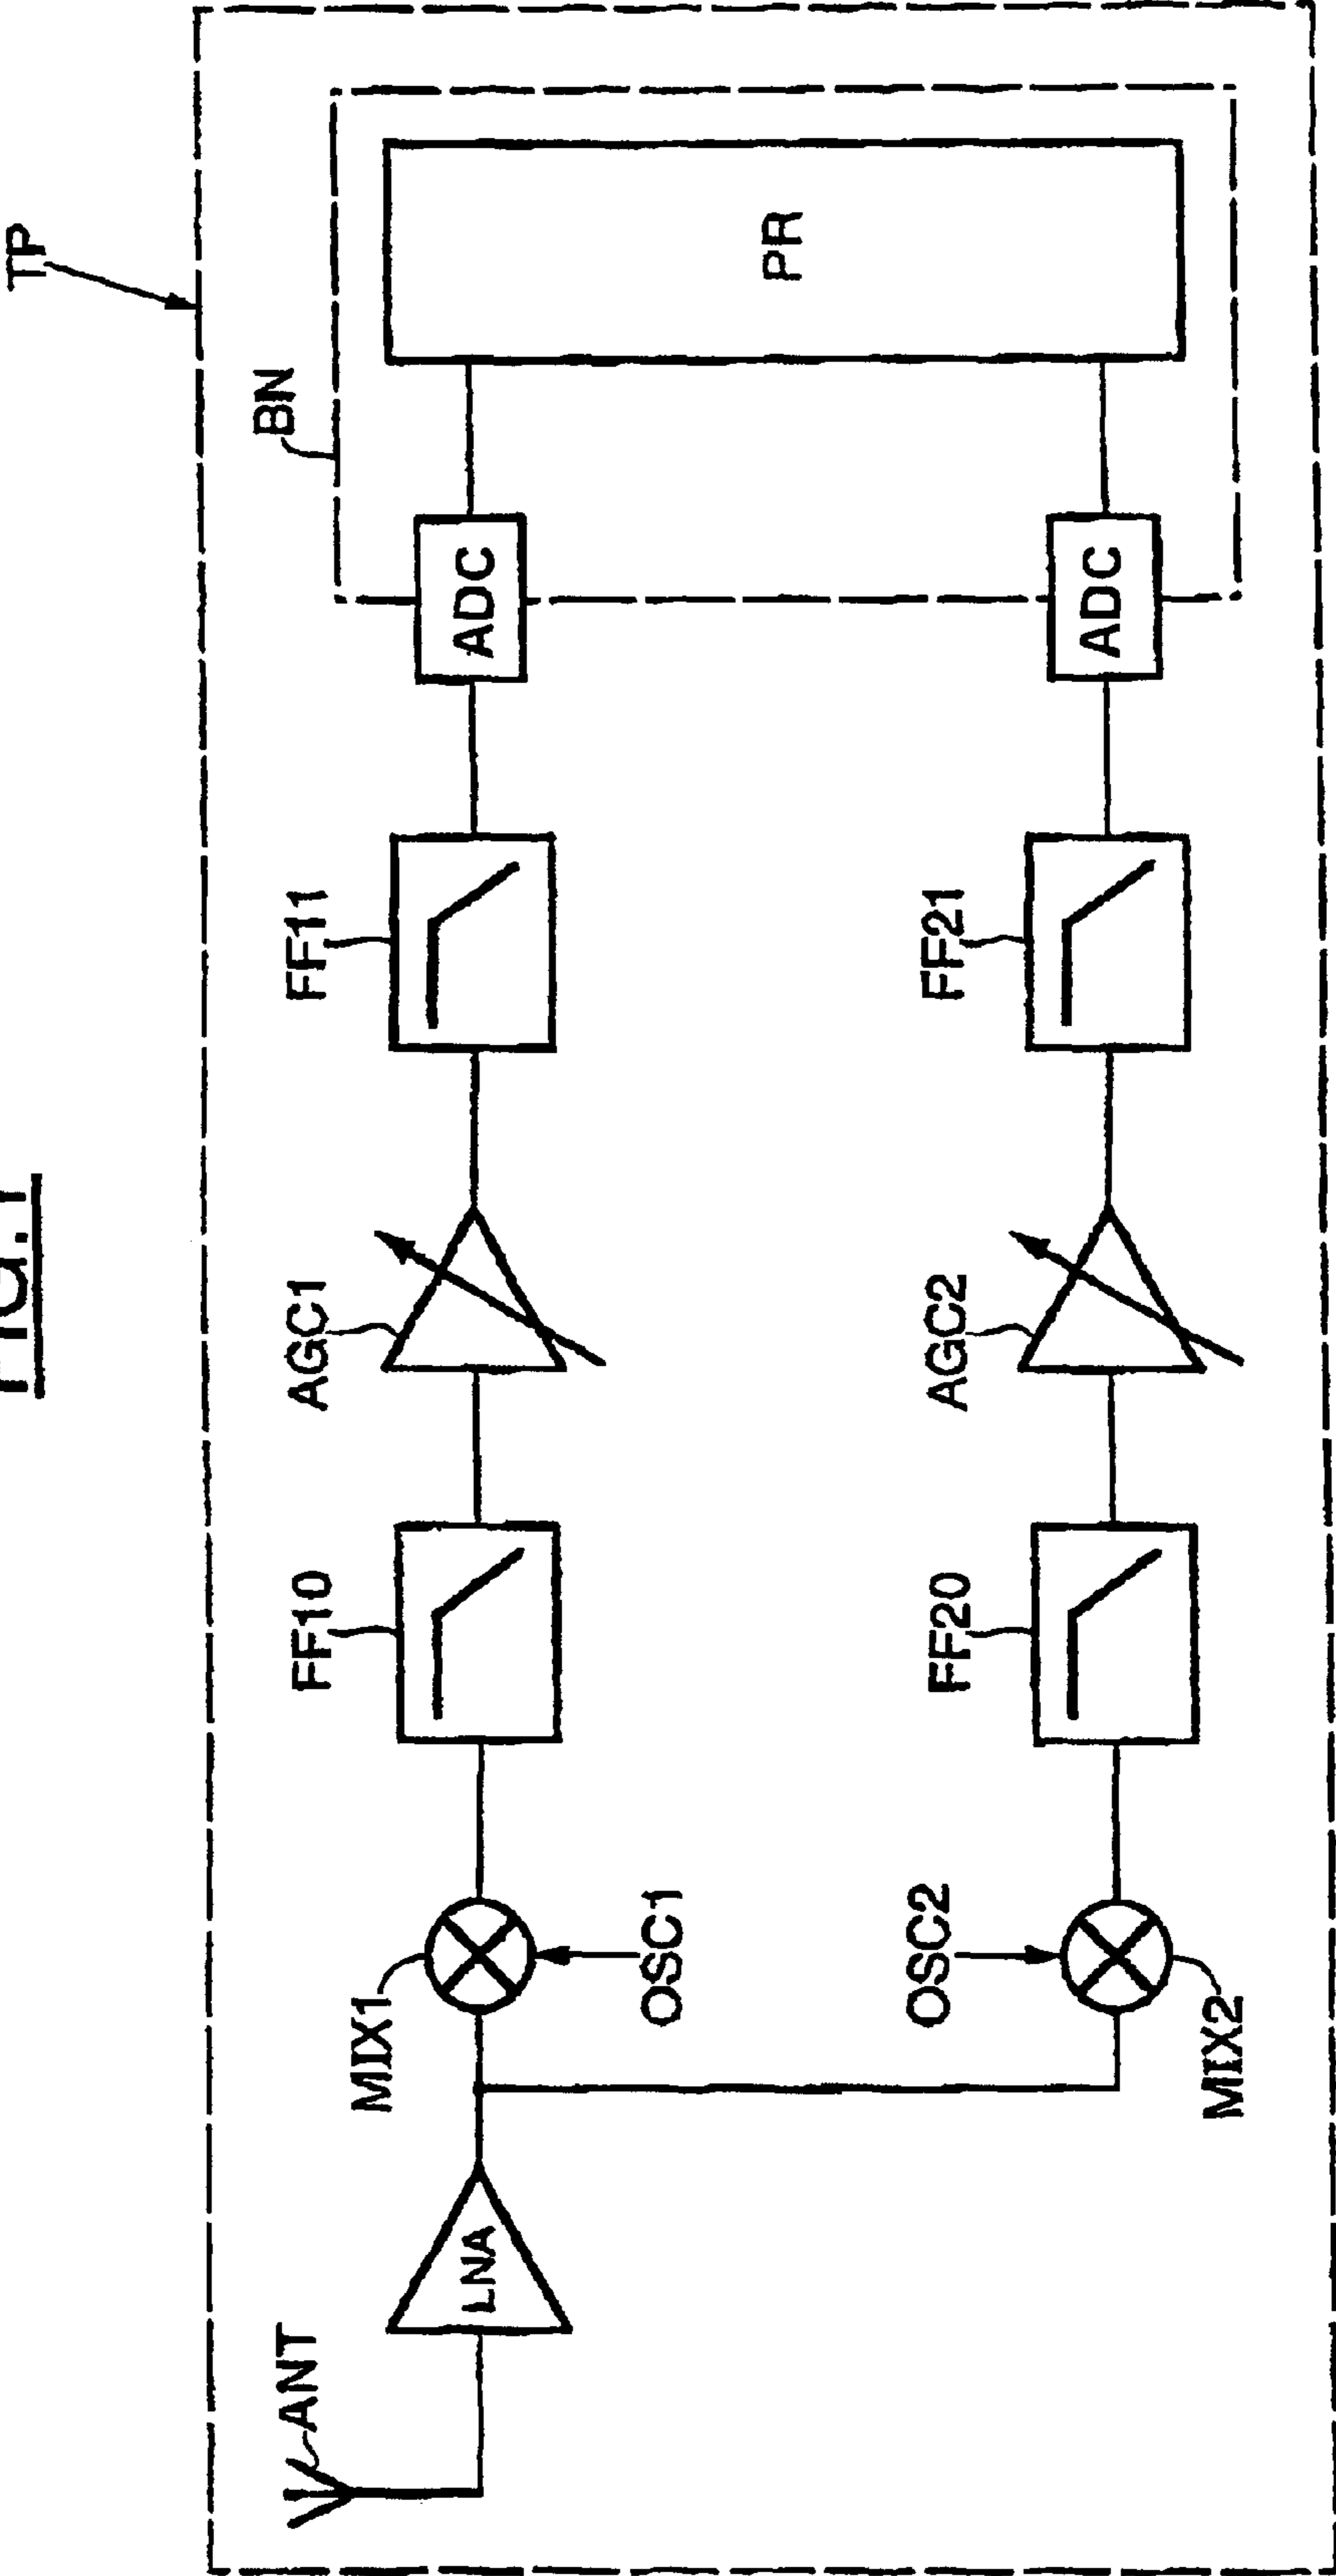 FIG.1
TP
BN
ANT
LNA
MIX1
OSC1
FF10
AGC1
FF11
ADC
PR
OSC2
MIX2
FF20
AGC2
FF21
ADC